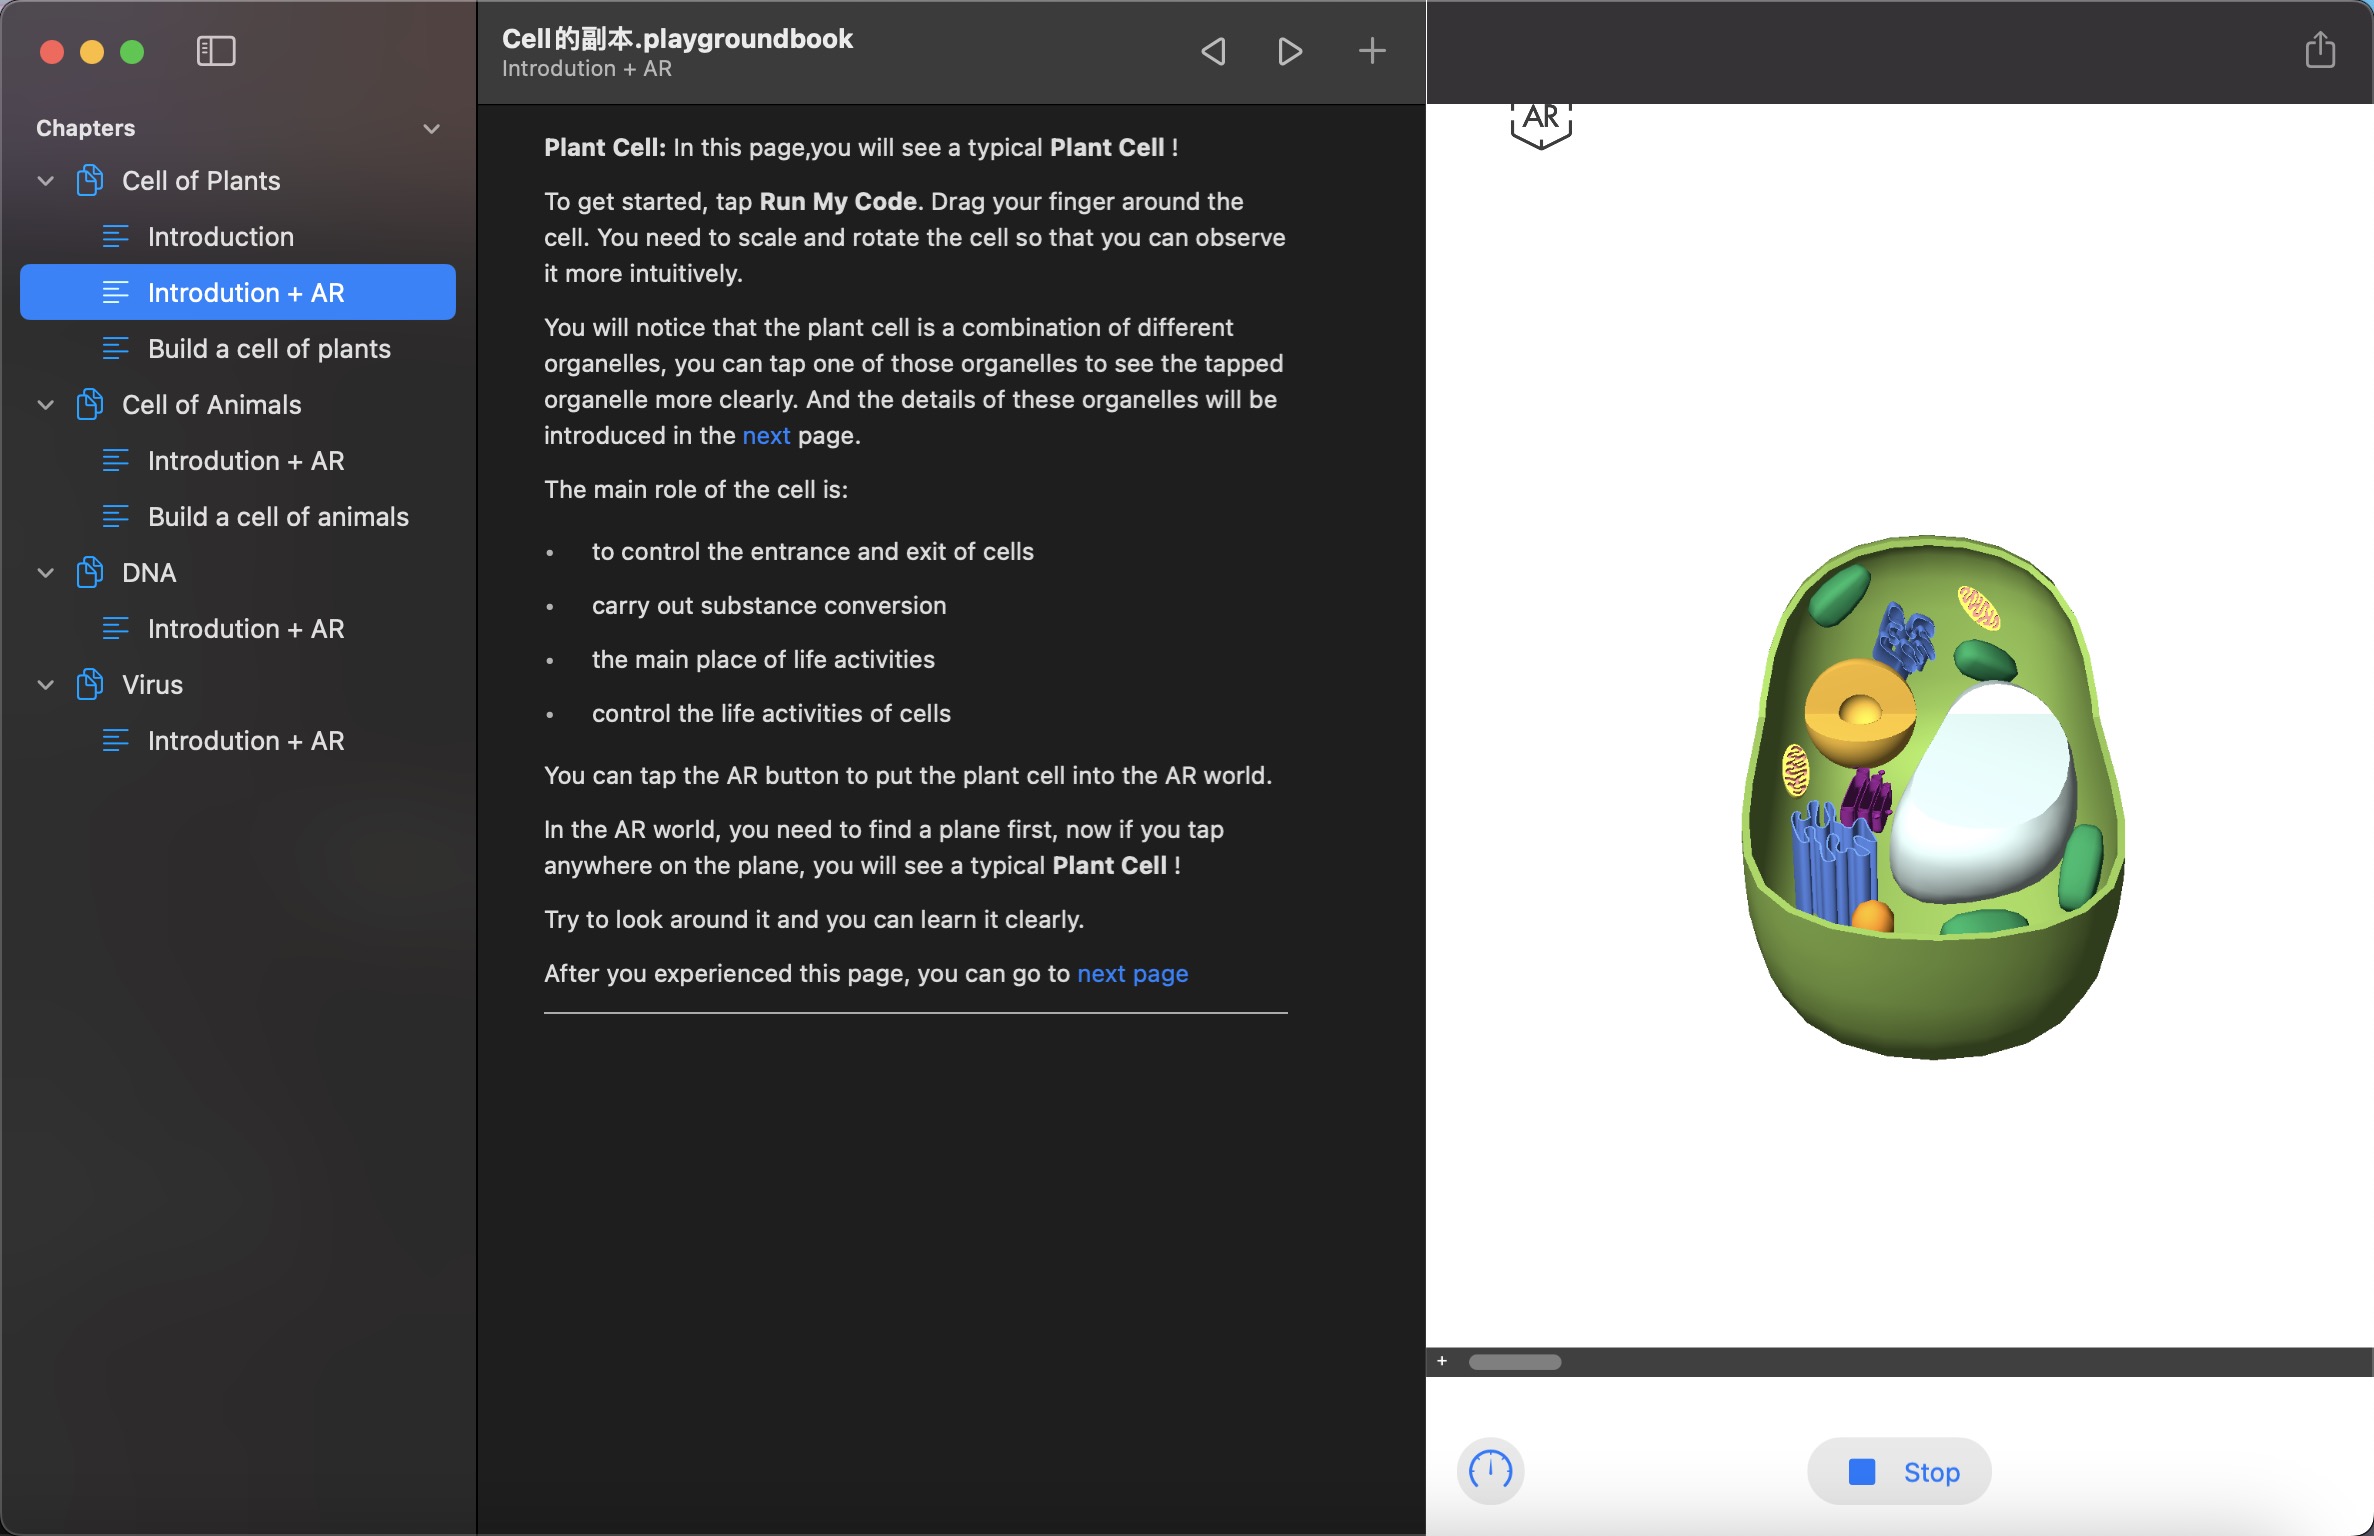 Chapters
Cell of Plants
Introduction
Introdution + AR
Build a cell of plants
Cell of Animals
Introdution + AR
Build a cell of animals
DNA
Introdution + AR
Virus
Introdution + AR
Cell的副本.playgroundbook
Introdution + AR
Plant Cell: In this page,you will see a typical Plant Cell !
To get started, tap Run My Code. Drag your finger around the
cell. You need to scale and rotate the cell so that you can observe
it more intuitively.
You will notice that the plant cell is a combination of different
organelles, you can tap one of those organelles to see the tapped
organelle more clearly. And the details of these organelles will be
introduced in the next page.
The main role of the cell is:
• to control the entrance and exit of cells
• carry out substance conversion
• the main place of life activities
• control the life activities of cells
You can tap the AR button to put the plant cell into the AR world.
In the AR world, you need to find a plane first, now if you tap
anywhere on the plane, you will see a typical Plant Cell !
Try to look around it and you can learn it clearly.
After you experienced this page, you can go to next page
AR
+
Stop